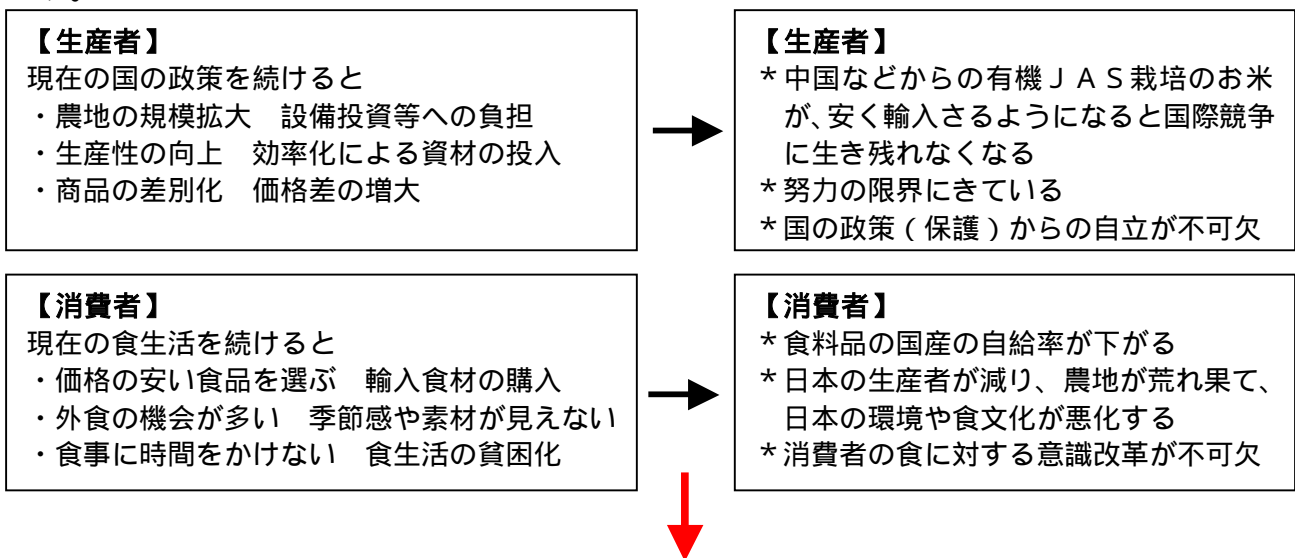 【生産者】
現在の国の政策を続けると
・農地の規模拡大　設備投資等への負担
・生産性の向上　効率化による資材の投入
・商品の差別化　価格差の増大
【生産者】
*中国などからの有機ＪＡＳ栽培のお米
が、安く輸入さるようになると国際競争
に生き残れなくなる
*努力の限界にきている
*国の政策（保護）からの自立が不可欠
【消費者】
現在の食生活を続けると
・価格の安い食品を選ぶ　輸入食材の購入
・外食の機会が多い　季節感や素材が見えない
・食事に時間をかけない　食生活の貧困化
【消費者】
*食料品の国産の自給率が下がる
*日本の生産者が減り、農地が荒れ果て、
日本の環境や食文化が悪化する
*消費者の食に対する意識改革が不可欠